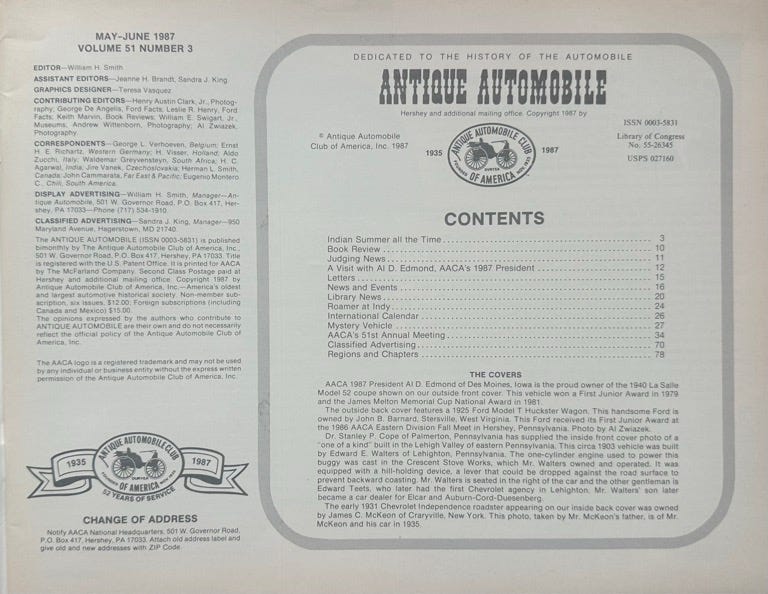 MAY-JUNE 1987
VOLUME 51 NUMBER 3
EDITOR—William H. Smith
ASSISTANT EDITORS—Jeanne H. Brandt, Sandra J. King
GRAPHICS DESIGNER—Teresa Vasquez
CONTRIBUTING EDITORS—Henry Austin Clark, Jr., Photog-
raphy; George De Angelis, Ford Facts; Leslie R. Henry, Ford
Facts; Keith Marvin, Book Reviews; William E. Swigart, Jr.,
Museums; Andrew Wittenborn, Photography; Al Zwiazek,
Photography
CORRESPONDENTS—George L. Verhoeven, Belgium; Ernst
H. E. Richartz, Western Germany; H. Visser, Holland; Aldo
Zucchi, Italy; Waldemar Greyvensteyn, South Africa; H. C.
Agarwal, India; Jire Vanek, Czechoslovakia; Herman L. Smith,
Canada; John Cammarata, Far East & Pacific; Eugenio Montero
C., Chili, South America.
DISPLAY ADVERTISING—William H. Smith, Manager—An-
tique Automobile, 501 W. Governor Road, P.O. Box 417, Her-
shey, PA 17033—Phone (717) 534-1910
CLASSIFIED ADVERTISING—Sandra J. King, Manager—950
Maryland Avenue, Hagerstown, MD 21740.
The ANTIQUE AUTOMOBILE (ISSN 0003-5831) is published
bimonthly by The Antique Automobile Club of America, Inc.,
501 W. Governor Road, P.O. Box 417, Hershey, PA 17033. Title
is registered with the U.S. Patent Office. It is printed for AACA
by The McFarland Company. Second Class Postage paid at
Hershey and additional mailing office. Copyright 1987 by
Antique Automobile Club of America, Inc.—America's oldest
and largest automotive historical society. Non-member sub-
scription, six issues, $12.00; Foreign subscriptions (including
Canada and Mexico) $15.00.
The opinions expressed by the authors who contribute to
ANTIQUE AUTOMOBILE are their own and do not necessarily
reflect the official policy of the Antique Automobile Club of
America, Inc.
The AACA logo is a registered trademark and may not be used
by any individual or business entity without the express written
permission of the Antique Automobile Club of America, Inc.
ANTIQUE AUTOMOBILE CLUB
1935 1987
FOUNDED NOV. 1935
DURYEA
OF AMERICA
52 YEARS OF SERVICE
CHANGE OF ADDRESS
Notify AACA National Headquarters, 501 W. Governor Road,
P.O. Box 417, Hershey, PA 17033. Attach old address label and
give old and new addresses with ZIP Code.
DEDICATED TO THE HISTORY OF THE AUTOMOBILE
ANTIQUE AUTOMOBILE
Hershey and additional mailing office. Copyright 1987 by
© Antique Automobile
Club of America, Inc. 1987
1935
ANTIQUE AUTOMOBILE CLUB
FOUNDED NOV. 1935
DURYEA
OF AMERICA
1987
ISSN 0003-5831
Library of Congress
No. 55-26345
USPS 027160
CONTENTS
Indian Summer all the Time 3
Book Review 10
Judging News 11
A Visit with Al D. Edmond, AACA's 1987 President 12
Letters 15
News and Events 16
Library News 20
Roamer at Indy 24
International Calendar 26
Mystery Vehicle 27
AACA's 51st Annual Meeting 34
Classified Advertising 70
Regions and Chapters 78
THE COVERS
AACA 1987 President Al D. Edmond of Des Moines, Iowa is the proud owner of the 1940 La Salle
Model 52 coupe shown on our outside front cover. This vehicle won a First Junior Award in 1979
and the James Melton Memorial Cup National Award in 1981.
The outside back cover features a 1925 Ford Model T Huckster Wagon. This handsome Ford is
owned by John B. Barnard, Stersville, West Virginia. This Ford received its First Junior Award at
the 1986 AACA Eastern Division Fall Meet in Hershey, Pennsylvania. Photo by Al Zwiazek.
Dr. Stanley P. Cope of Palmerton, Pennsylvania has supplied the inside front cover photo of a
"one of a kind" built in the Lehigh Valley of eastern Pennsylvania. This circa 1903 vehicle was built
by Edward E. Walters of Lehighton, Pennsylvania. The one-cylinder engine used to power this
buggy was cast in the Crescent Stove Works, which Mr. Walters owned and operated. It was
equipped with a hill-holding device, a lever that could be dropped against the road surface to
prevent backward coasting. Mr. Walters is seated in the right of the car and the other gentleman is
Edward Teets, who later had the first Chevrolet agency in Lehighton. Mr. Walters' son later
became a car dealer for Elcar and Auburn-Cord-Duesenberg.
The early 1931 Chevrolet Independence roadster appearing on our inside back cover was owned
by James C. McKeon of Craryville, New York. This photo, taken by Mr. McKeon's father, is of Mr.
McKeon and his car in 1935.